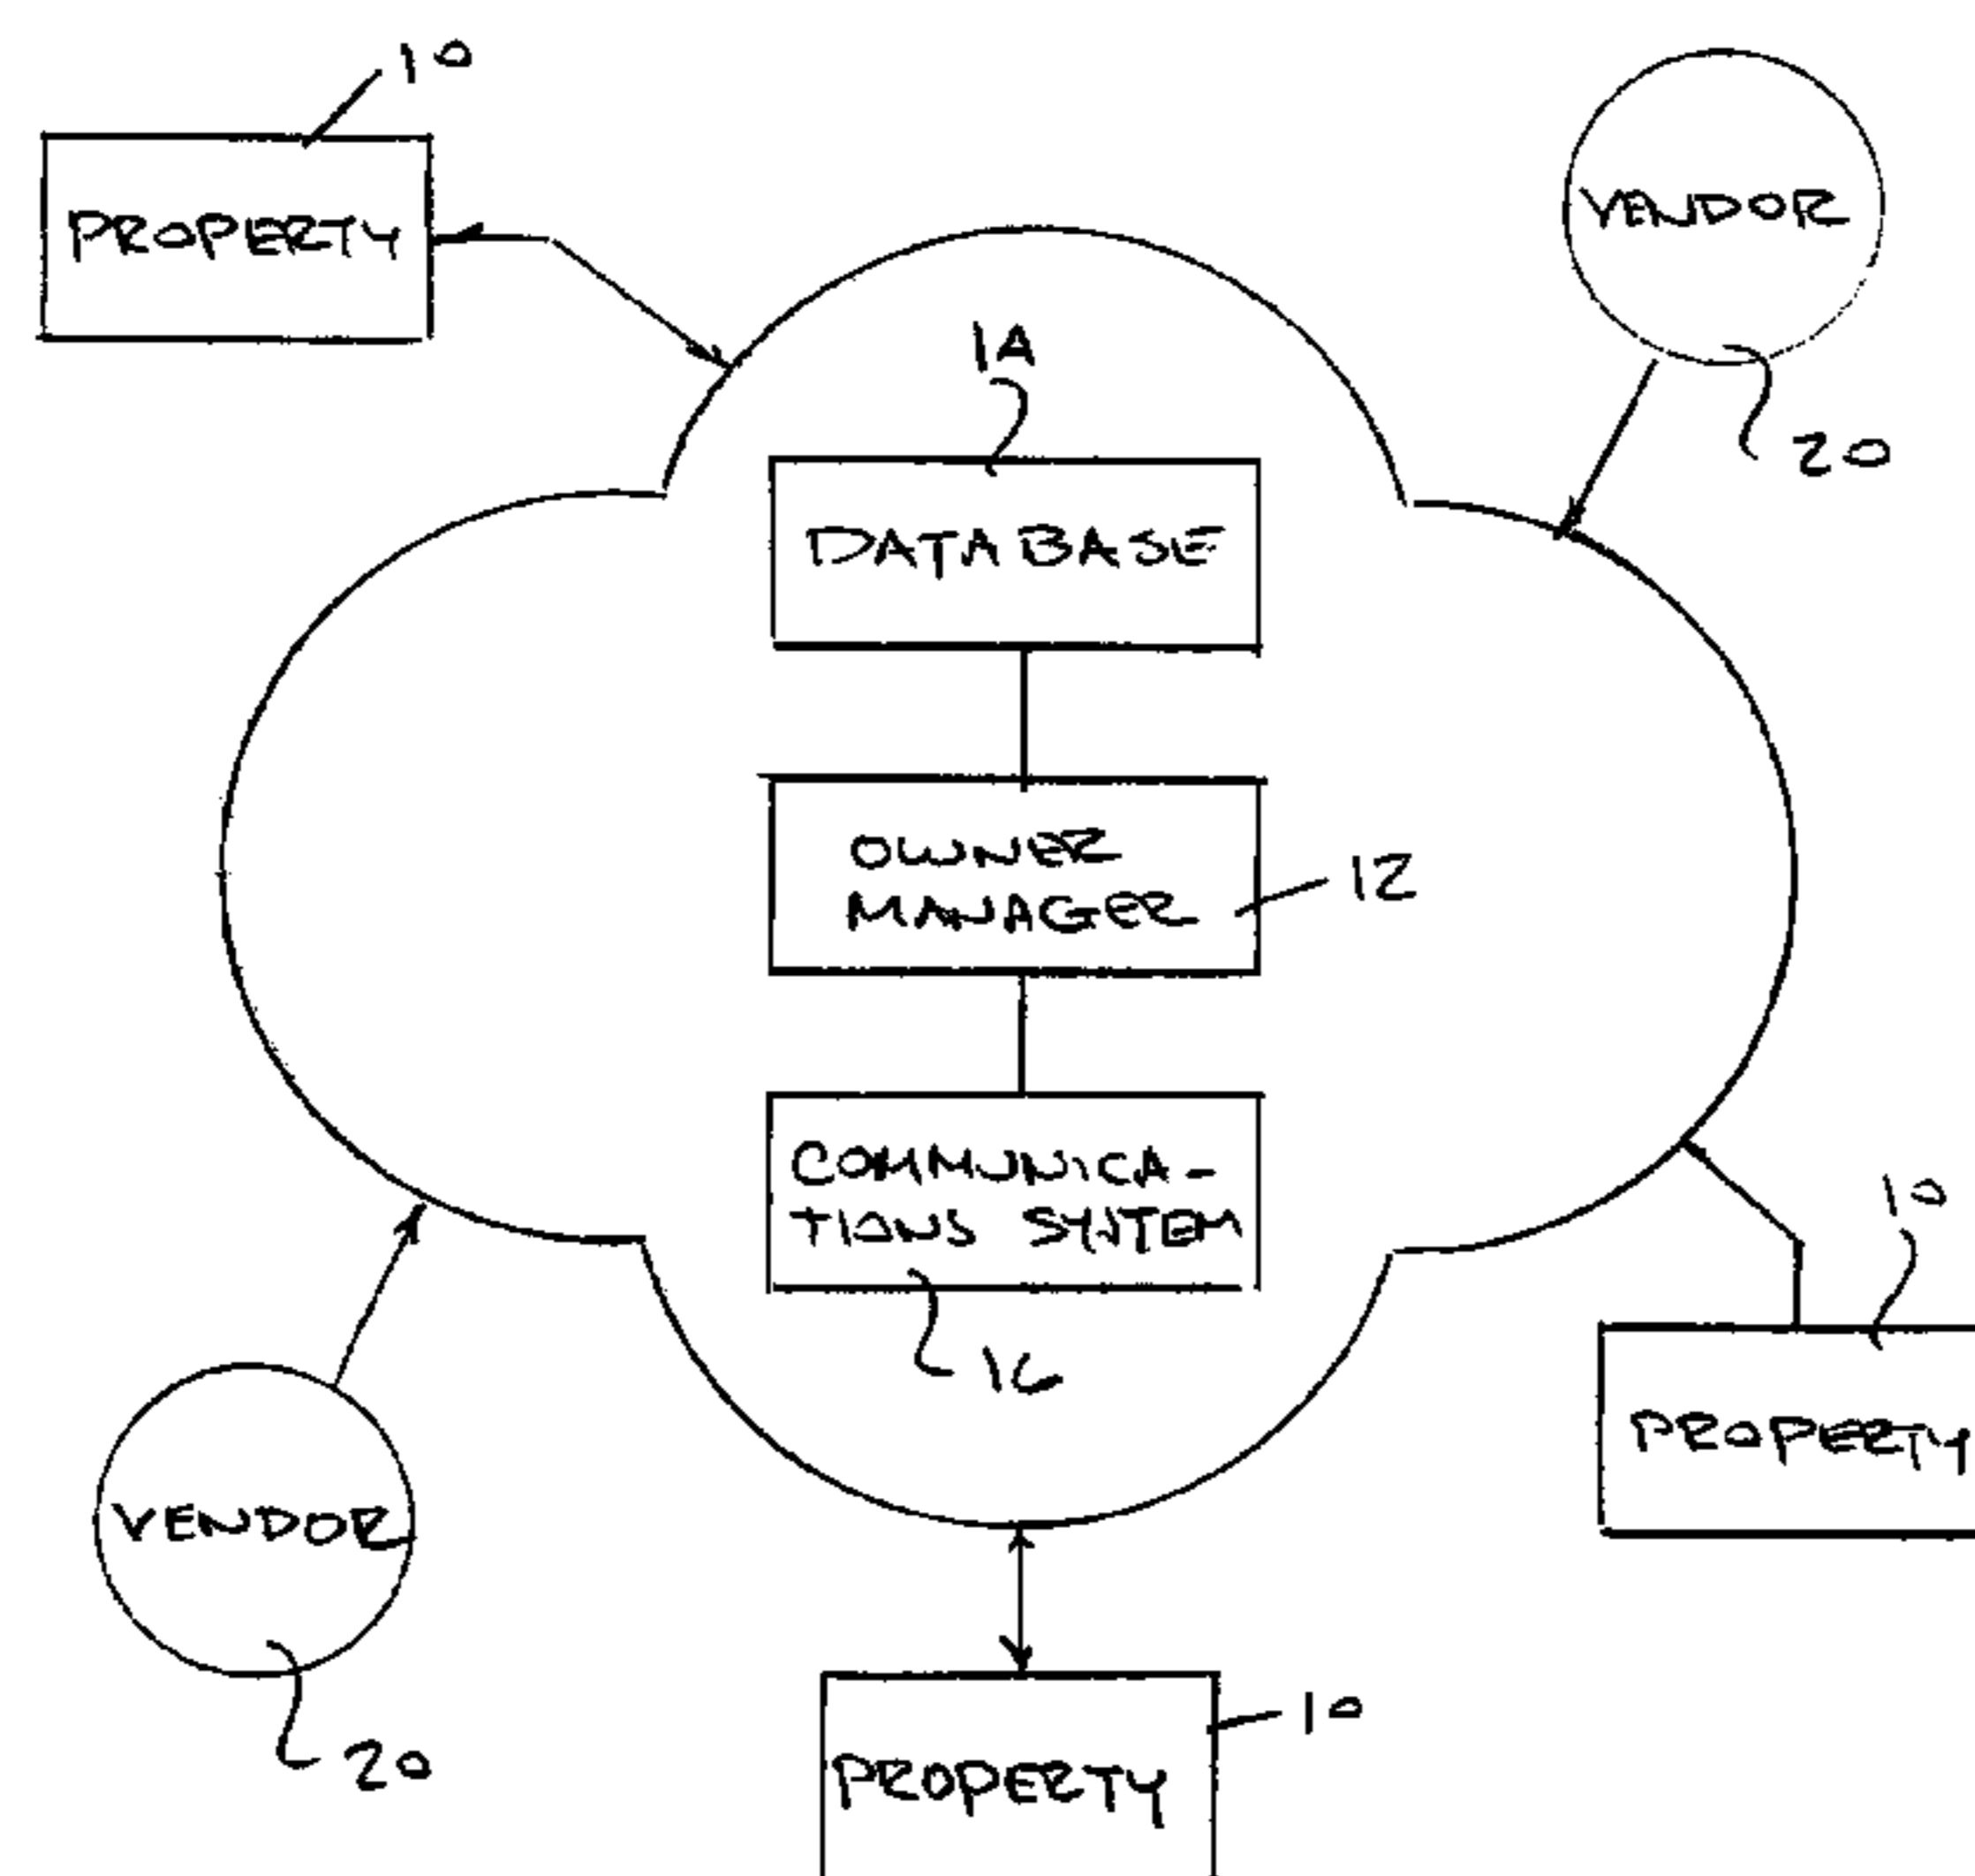 10
PROPERTY
VENDOR
20
1A
DATABASE
OWNER
MANAGER
12
COMMUNICA-
TIONS SYSTEM
16
10
PROPERTY
VENDOR
20
10
PROPERTY